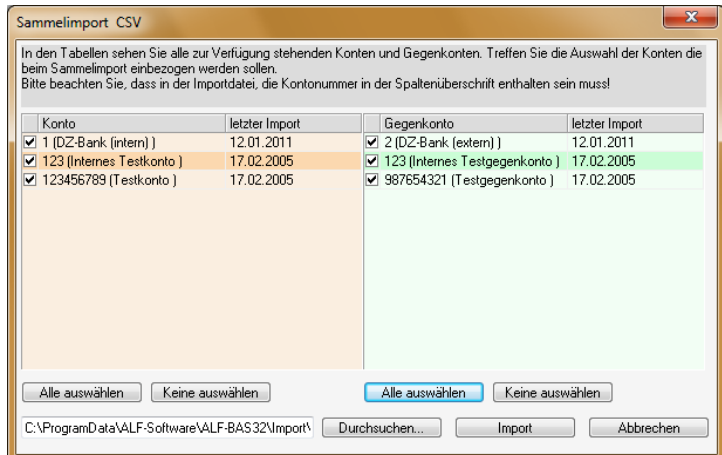 Sammelimport CSV
In den Tabellen sehen Sie alle zur Verfügung stehenden Konten und Gegenkonten. Treffen Sie die Auswahl der Konten die
beim Sammelimport einbezogen werden sollen.
Bitte beachten Sie, dass in der Importdatei, die Kontonummer in der Spaltenüberschrift enthalten sein muss!
Konto letzter Import Gegenkonto letzter Import
1 (DZ-Bank (intern) ) 12.01.2011 2 (DZ-Bank (extern) ) 12.01.2011
123 (Internes Testkonto ) 17.02.2005 123 (Internes Testgegenkonto ) 17.02.2005
123456789 (Testkonto ) 17.02.2005 987654321 (Testgegenkonto ) 17.02.2005
Alle auswählen Keine auswählen Alle auswählen Keine auswählen
C:\ProgramData\ALF-Software\ALF-BAS32\Import\ Durchsuchen... Import Abbrechen